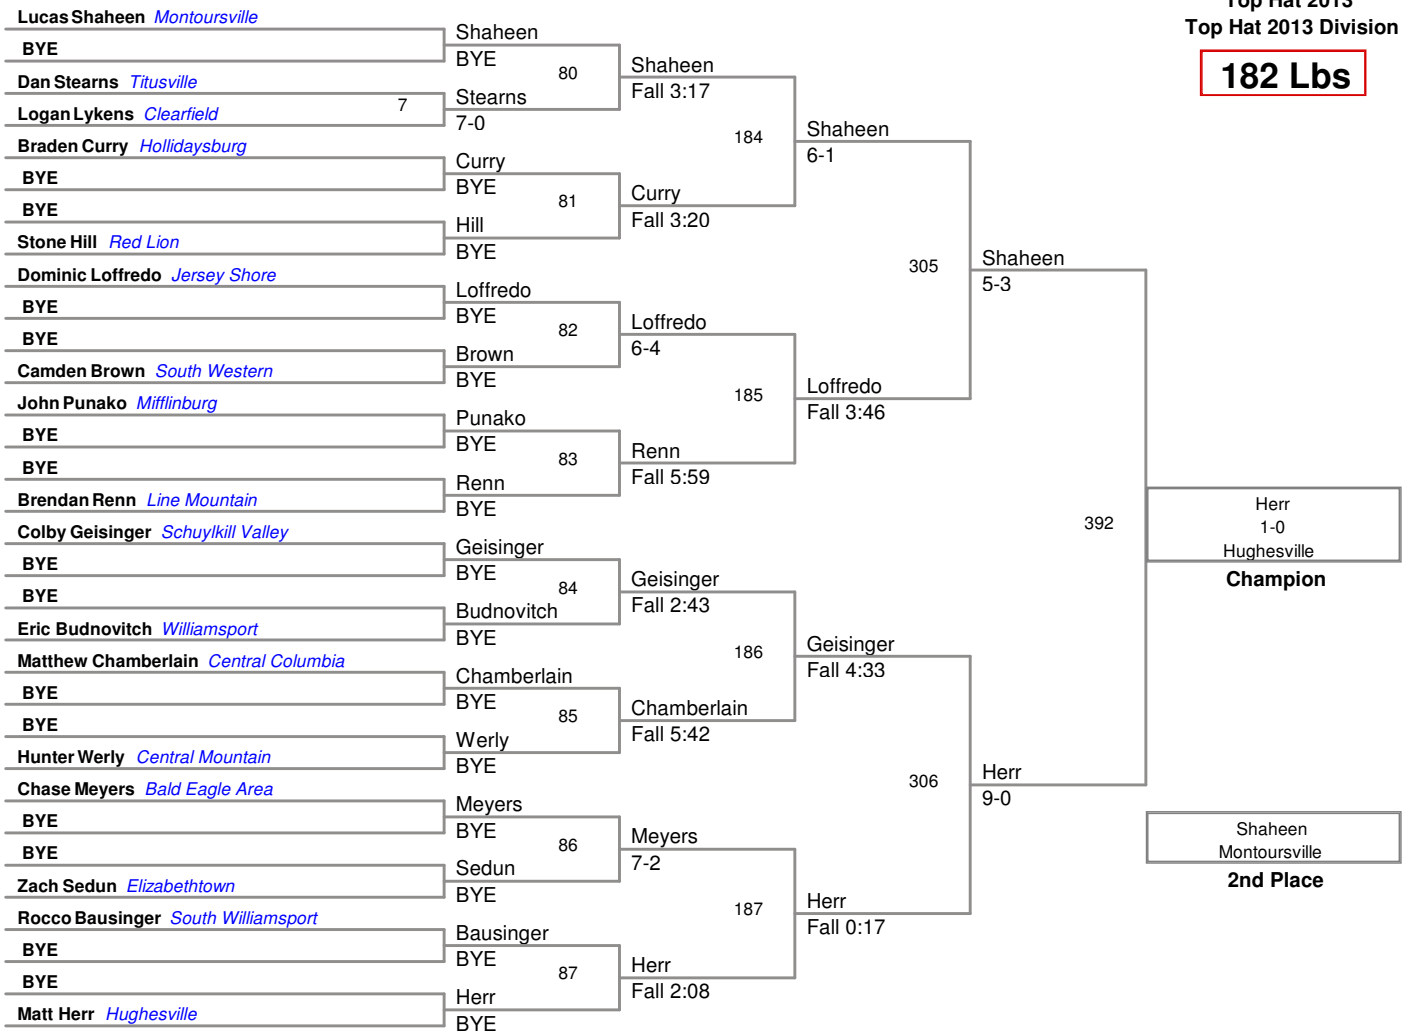 Top Hat 2013
Top Hat 2013 Division
182 Lbs
Lucas Shaheen Montoursville
BYE
Dan Stearns Titusville
Logan Lykens Clearfield
Braden Curry Hollidaysburg
BYE
BYE
Stone Hill Red Lion
Dominic Loffredo Jersey Shore
BYE
BYE
Camden Brown South Western
John Punako Mifflinburg
BYE
BYE
Brendan Renn Line Mountain
Colby Geisinger Schuylkill Valley
BYE
BYE
Eric Budnovitch Williamsport
Matthew Chamberlain Central Columbia
BYE
BYE
Hunter Werly Central Mountain
Chase Meyers Bald Eagle Area
BYE
BYE
Zach Sedun Elizabethtown
Rocco Bausinger South Williamsport
BYE
BYE
Matt Herr Hughesville
7
Shaheen
BYE
Stearns
7-0
Curry
BYE
Hill
BYE
Loffredo
BYE
Brown
BYE
Punako
BYE
Renn
BYE
Geisinger
BYE
Budnovitch
BYE
Chamberlain
BYE
Werly
BYE
Meyers
BYE
Sedun
BYE
Bausinger
BYE
Herr
BYE
80
81
82
83
84
85
86
87
Shaheen
Fall 3:17
Curry
Fall 3:20
Loffredo
6-4
Renn
Fall 5:59
Geisinger
Fall 2:43
Chamberlain
Fall 5:42
Meyers
7-2
Herr
Fall 2:08
184
185
186
187
Shaheen
6-1
Loffredo
Fall 3:46
Geisinger
Fall 4:33
Herr
Fall 0:17
305
306
Shaheen
5-3
Herr
9-0
392
Herr
1-0
Hughesville
Champion
Shaheen
Montoursville
2nd Place